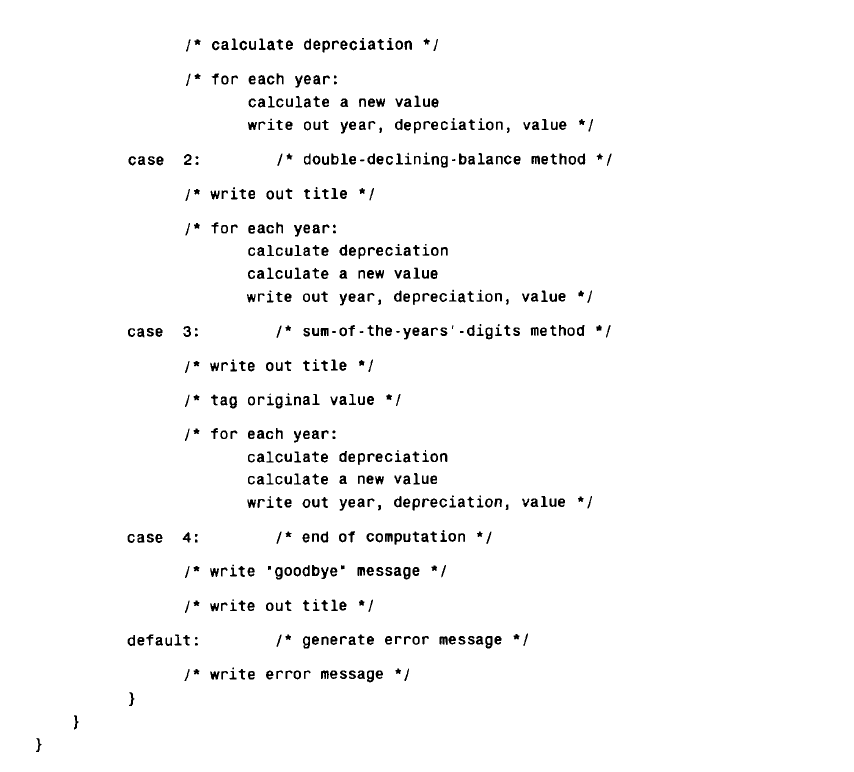 /* calculate depreciation */
/* for each year:
calculate a new value
write out year, depreciation, value */
case 2: /* double-declining-balance method */
/* write out title */
/* for each year:
calculate depreciation
calculate a new value
write out year, depreciation, value */
case 3: /* sum-of-the-years'-digits method */
/* write out title */
/* tag original value */
/* for each year:
calculate depreciation
calculate a new value
write out year, depreciation, value */
case 4: /* end of computation */
/* write "goodbye" message */
/* write out title */
default: /* generate error message */
/* write error message */
}
}
}